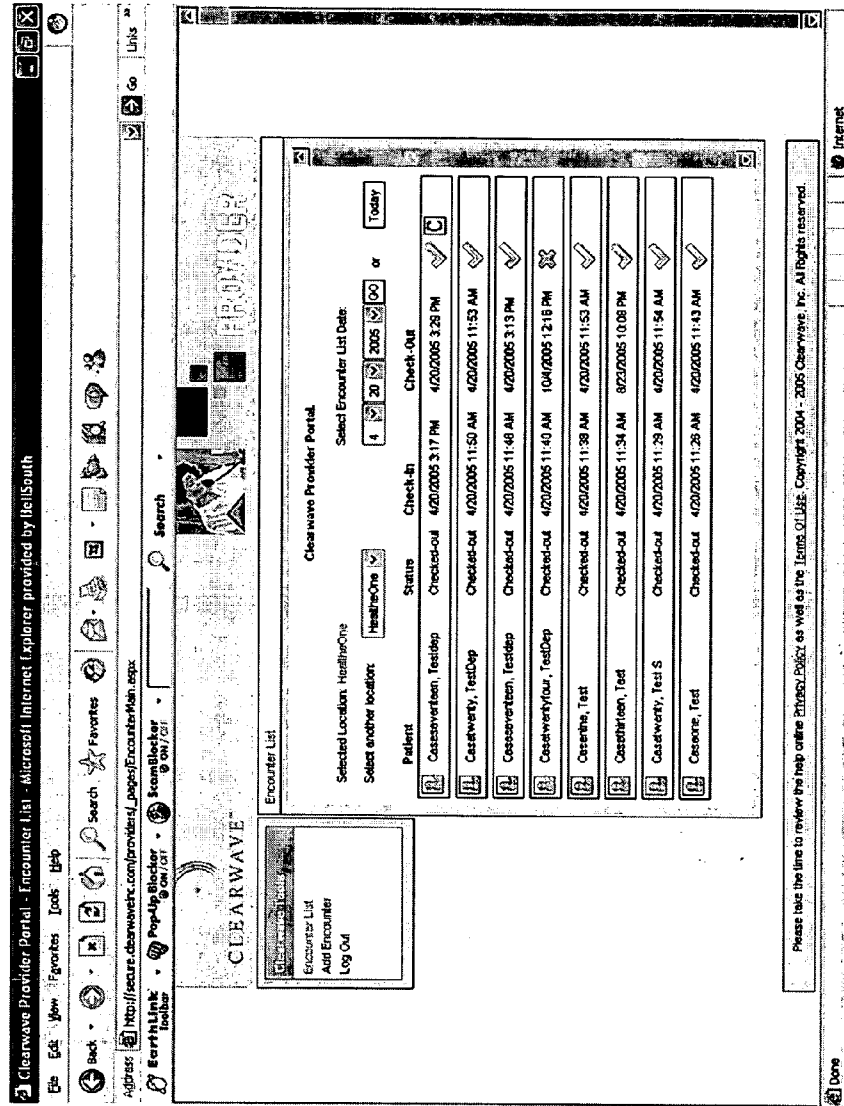 Clearwave Provider Portal - Encounter List - Microsoft Internet Explorer provided by BellSouth
File Edit View Favorites Tools Help
Back Search Favorites
Address http://secure.clearwaveinc.com/providers/_pages/EncounterMain.aspx Go Links »
EarthLink Toolbar Pop-Up Blocker ON / OFF ScamBlocker ON / OFF Search
CLEARWAVE PROVIDER
Encounter List
Add Encounter
Log Out
Encounter List
Clearwave Provider Portal
Selected Location: HealtheOne Select Encounter List Date:
Select another location: HealtheOne 4 20 2005 GO or Today
Patient Stature Check-In Check-Out
Caseseventeen, Testdep Checked-out 4/20/2005 3:17 PM 4/20/2005 3:29 PM C
Casetwenty, TestDep Checked-out 4/20/2005 11:50 AM 4/20/2005 11:53 AM
Caseseventeen, Testdep Checked-out 4/20/2005 11:48 AM 4/20/2005 3:13 PM
Casetwentyfour, TestDep Checked-out 4/20/2005 11:40 AM 10/4/2005 12:16 PM
Casenine, Test Checked-out 4/20/2005 11:38 AM 4/20/2005 11:53 AM
Casethirteen, Test Checked-out 4/20/2005 11:34 AM 8/23/2005 10:08 PM
Casetwenty, Test S Checked-out 4/20/2005 11:29 AM 4/20/2005 11:54 AM
Caseone, Test Checked-out 4/20/2005 11:26 AM 4/20/2005 11:43 AM
Please take the time to review the help online Privacy Policy as well as the Terms Of Use. Copyright 2004 - 2005 Clearwave, Inc. All Rights reserved.
Done Internet